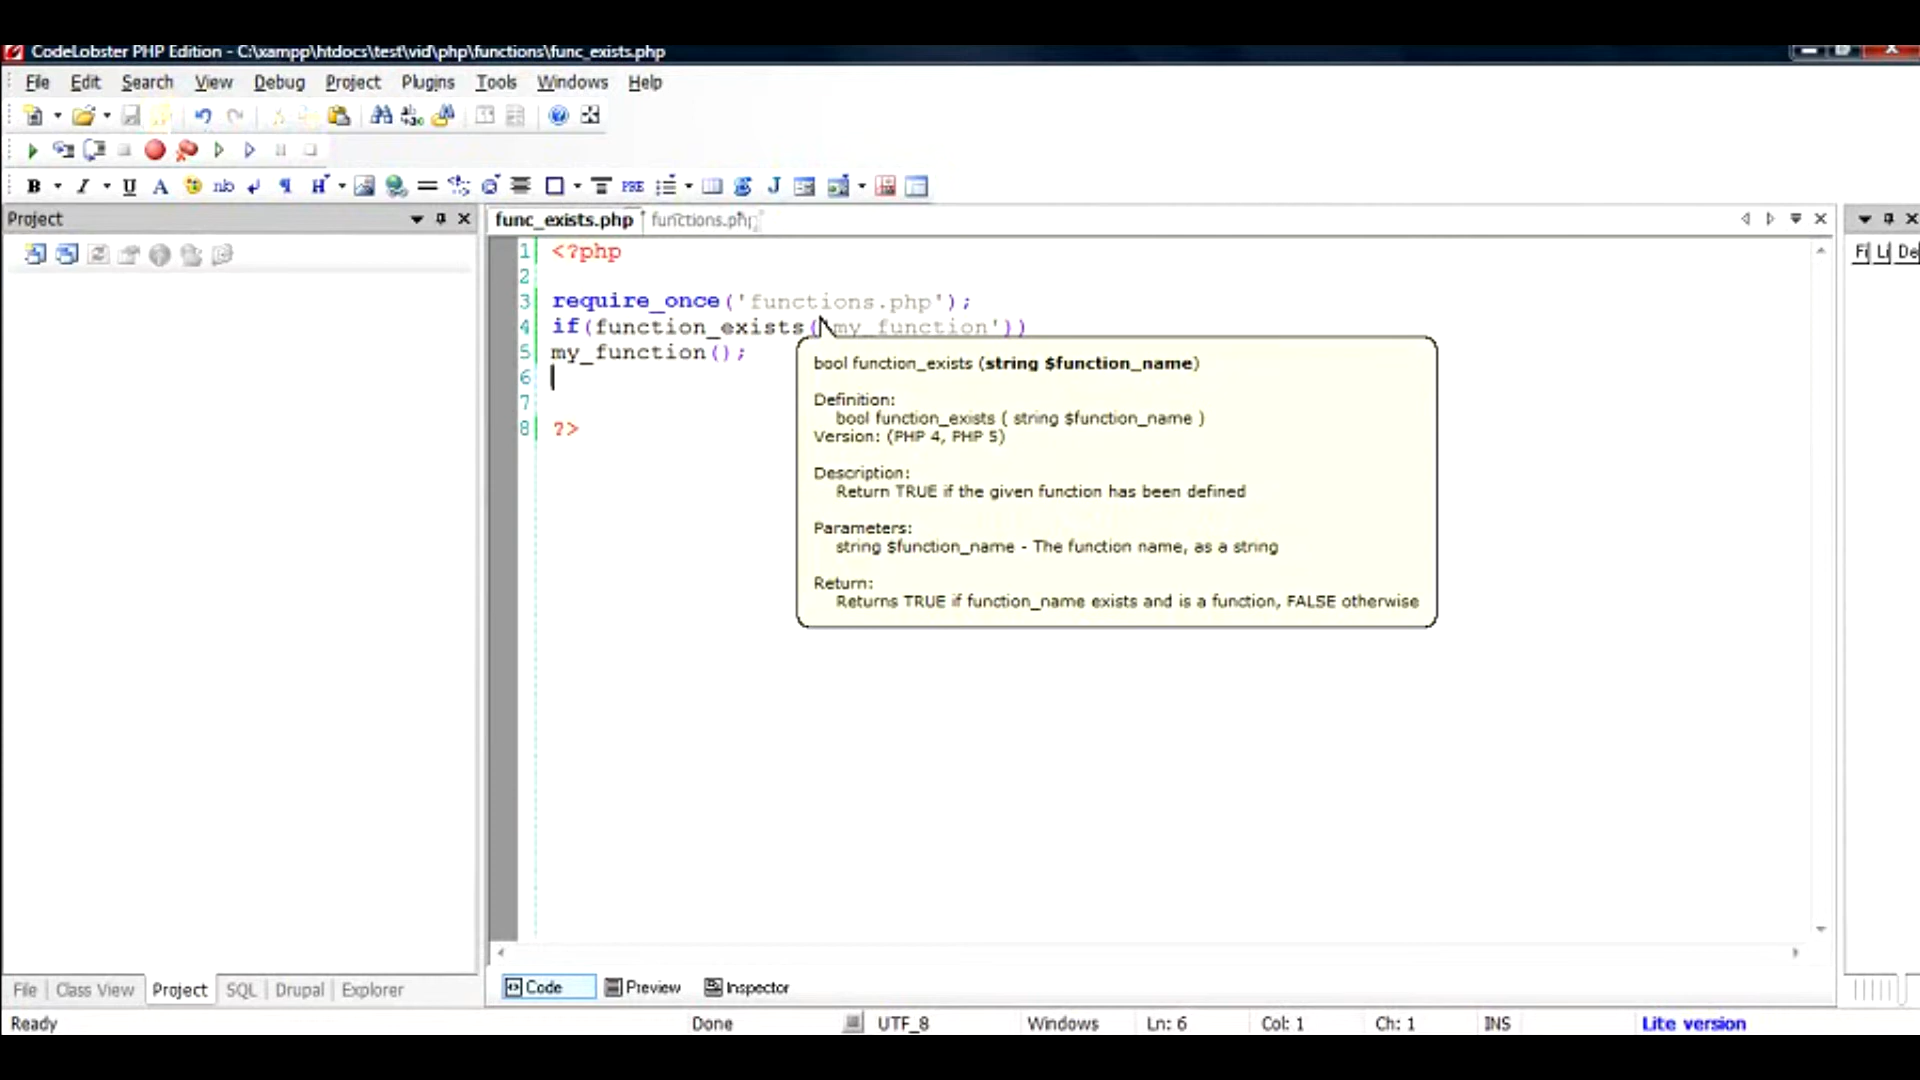 CodeLobster PHP Edition - C:\xampp\htdocs\test\vid\php\functions\func_exists.php
File Edit Search View Debug Project Plugins Tools Windows Help
B I U A nb H PRE J
Project
func_exists.php functions.php
1 <?php
2
3 require_once('functions.php');
4 if(function_exists('my_function'))
5 my_function();
6
7
8 ?>
bool function_exists (string $function_name)
Definition:
bool function_exists ( string $function_name )
Version: (PHP 4, PHP 5)
Description:
Return TRUE if the given function has been defined
Parameters:
string $function_name - The function name, as a string
Return:
Returns TRUE if function_name exists and is a function, FALSE otherwise
Fi Li De
File Class View Project SQL Drupal Explorer
Code Preview Inspector
Ready Done UTF_8 Windows Ln: 6 Col: 1 Ch: 1 INS Lite version